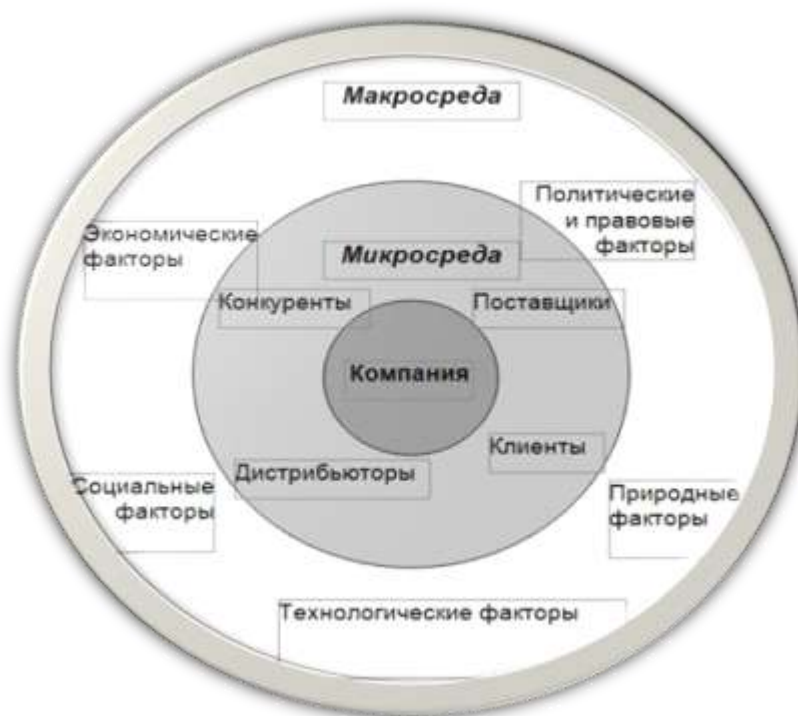 Макросреда
Политические
и правовые
факторы
Экономические
факторы
Микросреда
Конкуренты
Поставщики
Компания
Клиенты
Дистрибьюторы
Социальные
факторы
Природные
факторы
Технологические факторы